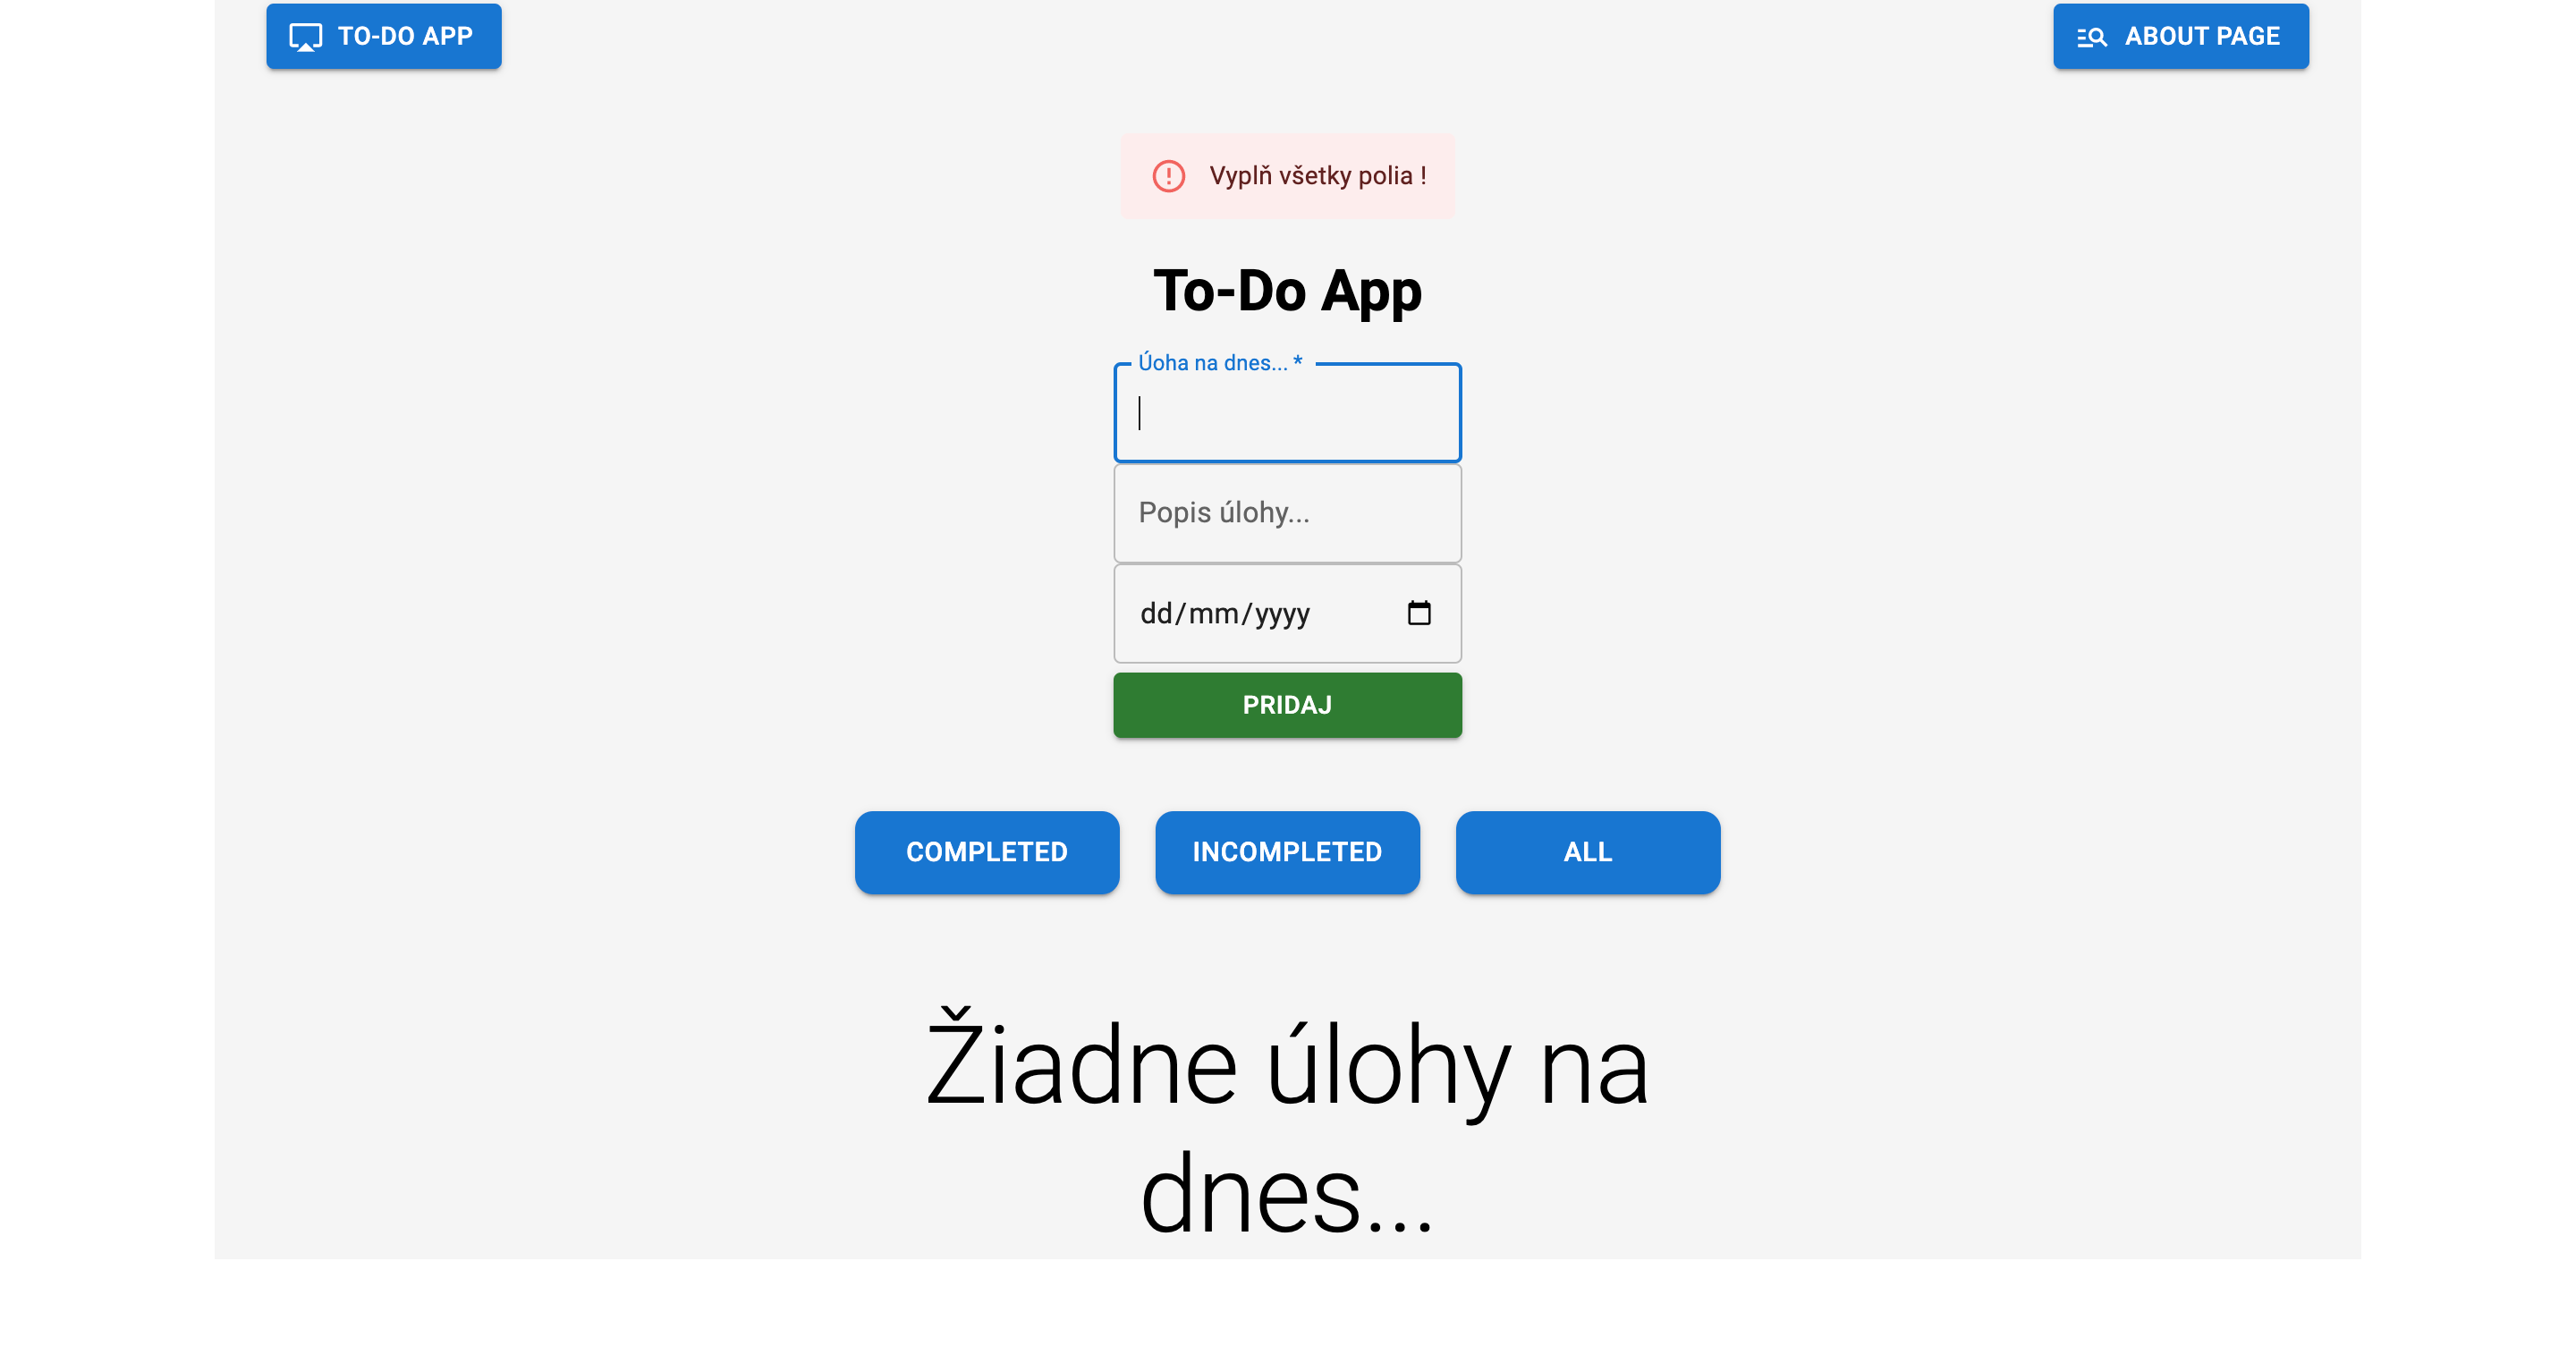 TO-DO APP
ABOUT PAGE
Vyplň všetky polia !
To-Do App
Úoha na dnes... *
Popis úlohy...
dd/mm/yyyy
PRIDAJ
COMPLETED
INCOMPLETED
ALL
Žiadne úlohy na
dnes...